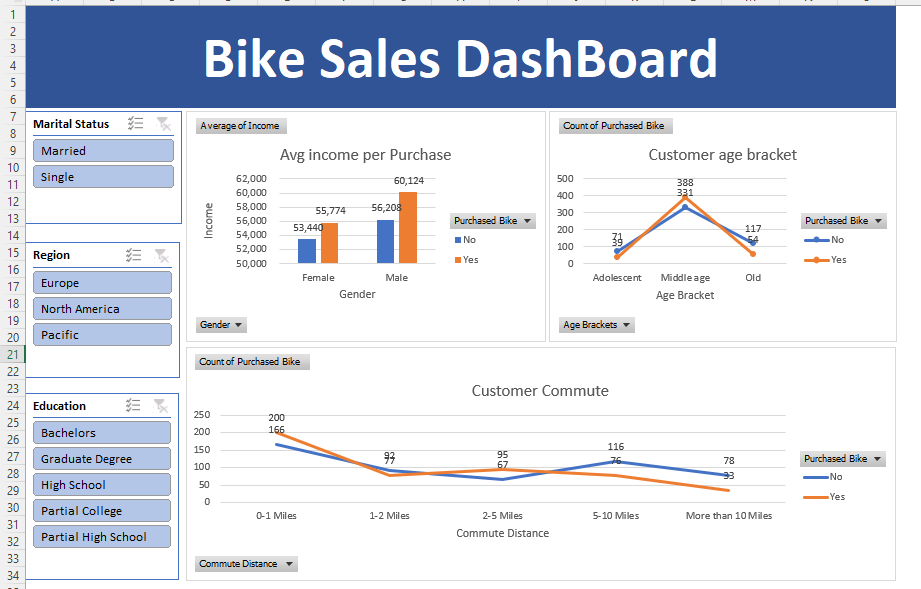 Bike Sales DashBoard
Marital Status
Married
Single
Region
Europe
North America
Pacific
Education
Bachelors
Graduate Degree
High School
Partial College
Partial High School
Average of Income
Avg income per Purchase
62,000
60,000
58,000
56,000
54,000
52,000
50,000
Income
53,440
55,774
56,208
60,124
Female
Male
Gender
Purchased Bike
No
Yes
Gender
Count of Purchased Bike
Customer age bracket
500
400
300
200
100
0
71
39
388
331
117
54
Adolescent
Middle age
Old
Age Bracket
Purchased Bike
No
Yes
Age Brackets
Count of Purchased Bike
Customer Commute
250
200
150
100
50
0
200
166
92
77
95
67
116
76
78
33
0-1 Miles
1-2 Miles
2-5 Miles
5-10 Miles
More than 10 Miles
Commute Distance
Purchased Bike
No
Yes
Commute Distance
1
2
3
4
5
6
7
8
9
10
11
12
13
14
15
16
17
18
19
20
21
22
23
24
25
26
27
28
29
30
31
32
33
34